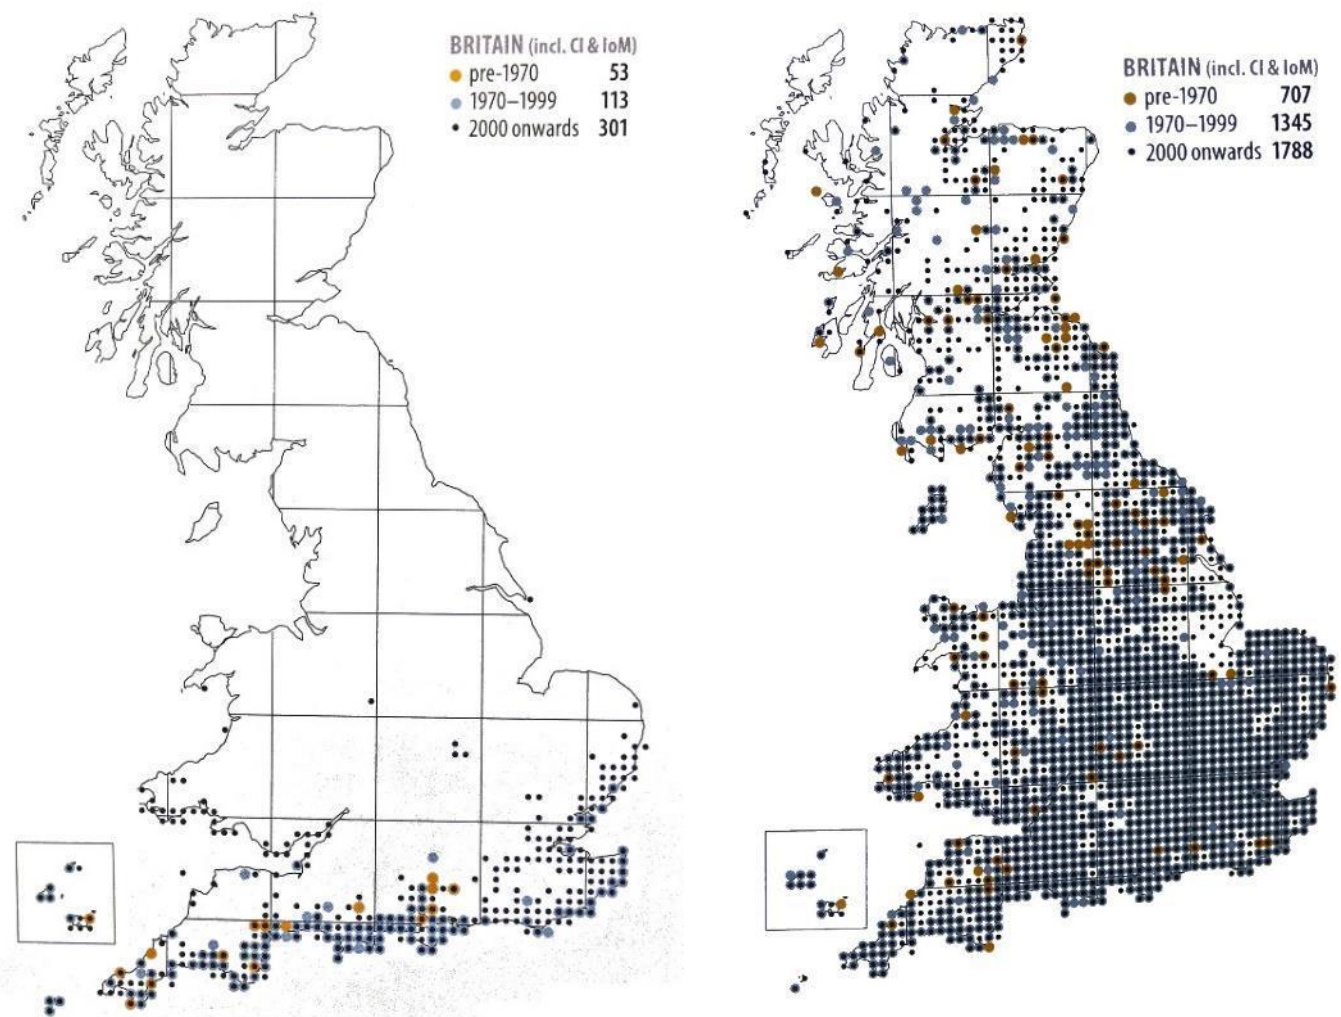 BRITAIN (incl. CI & IoM)
pre-1970 53
1970–1999 113
2000 onwards 301
BRITAIN (incl. CI & IoM)
pre-1970 707
1970–1999 1345
2000 onwards 1788